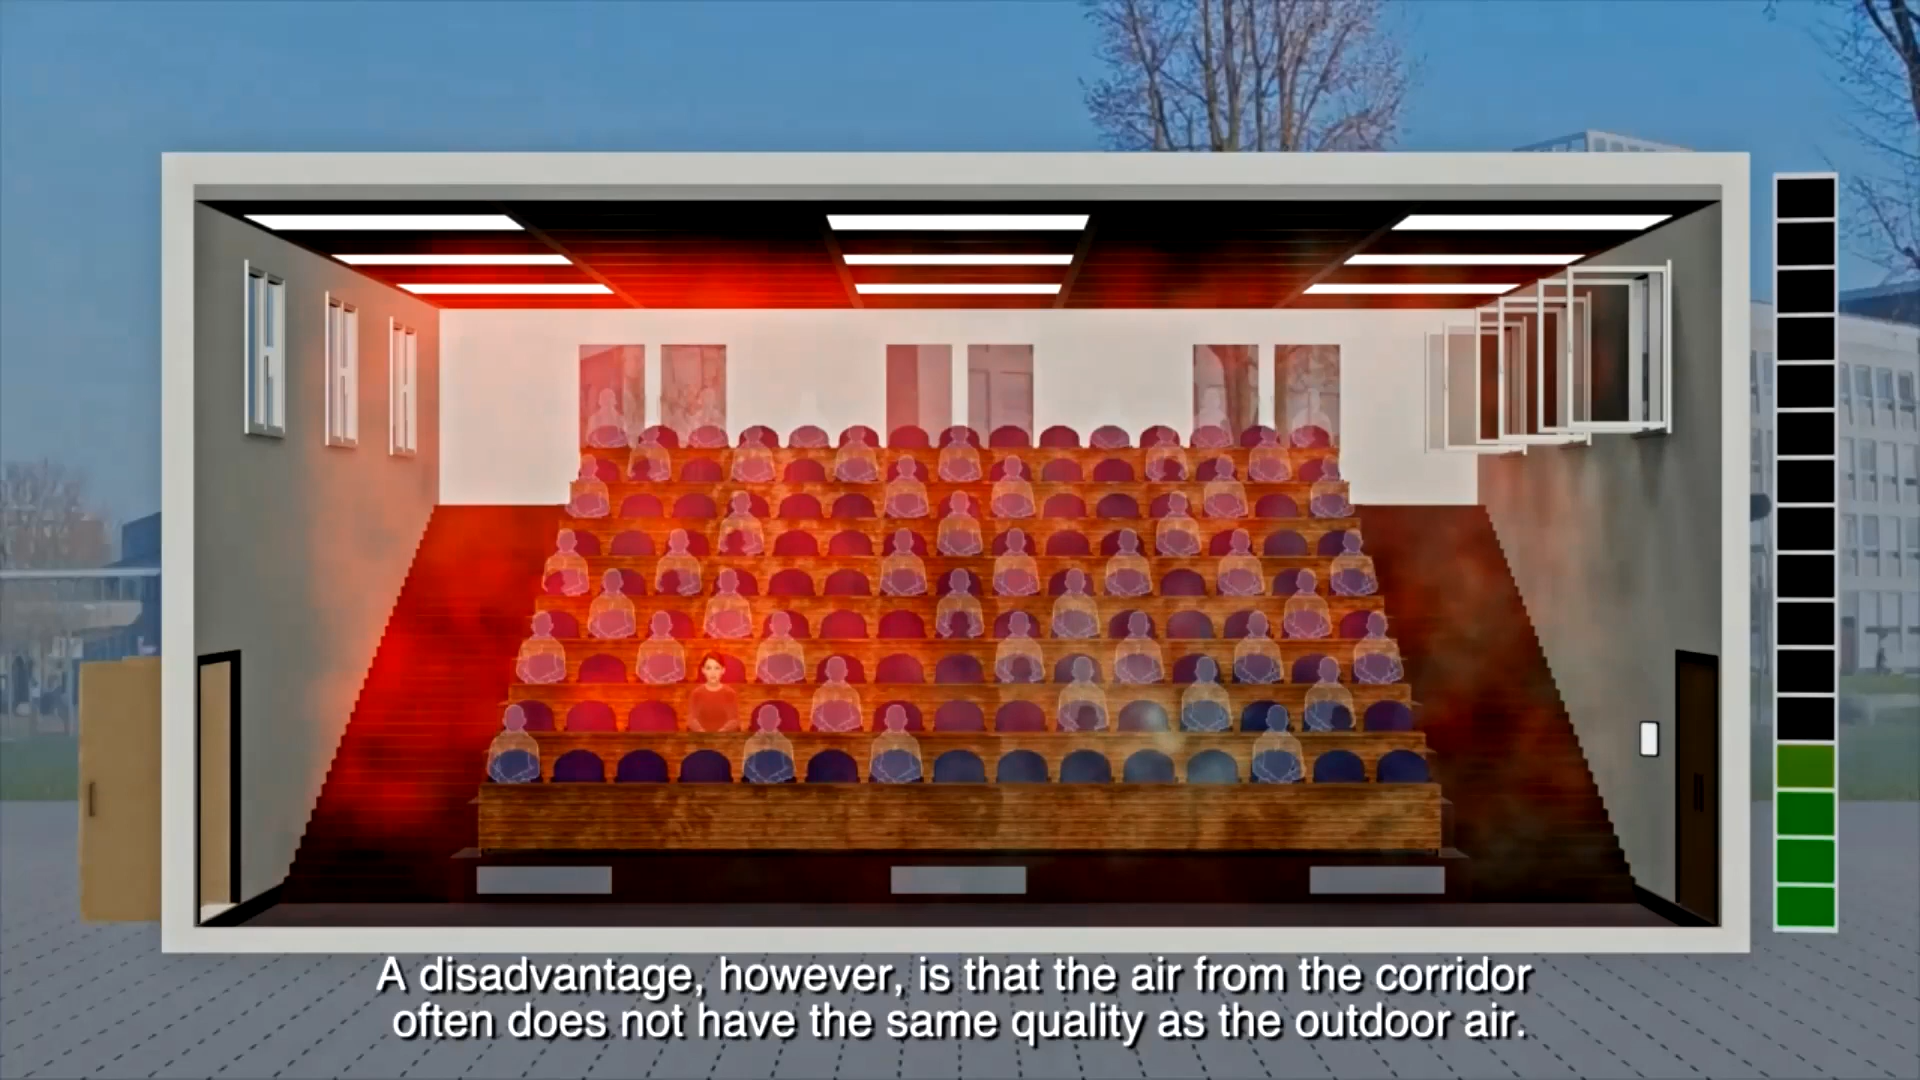 A disadvantage, however, is that the air from the corridor
often does not have the same quality as the outdoor air.